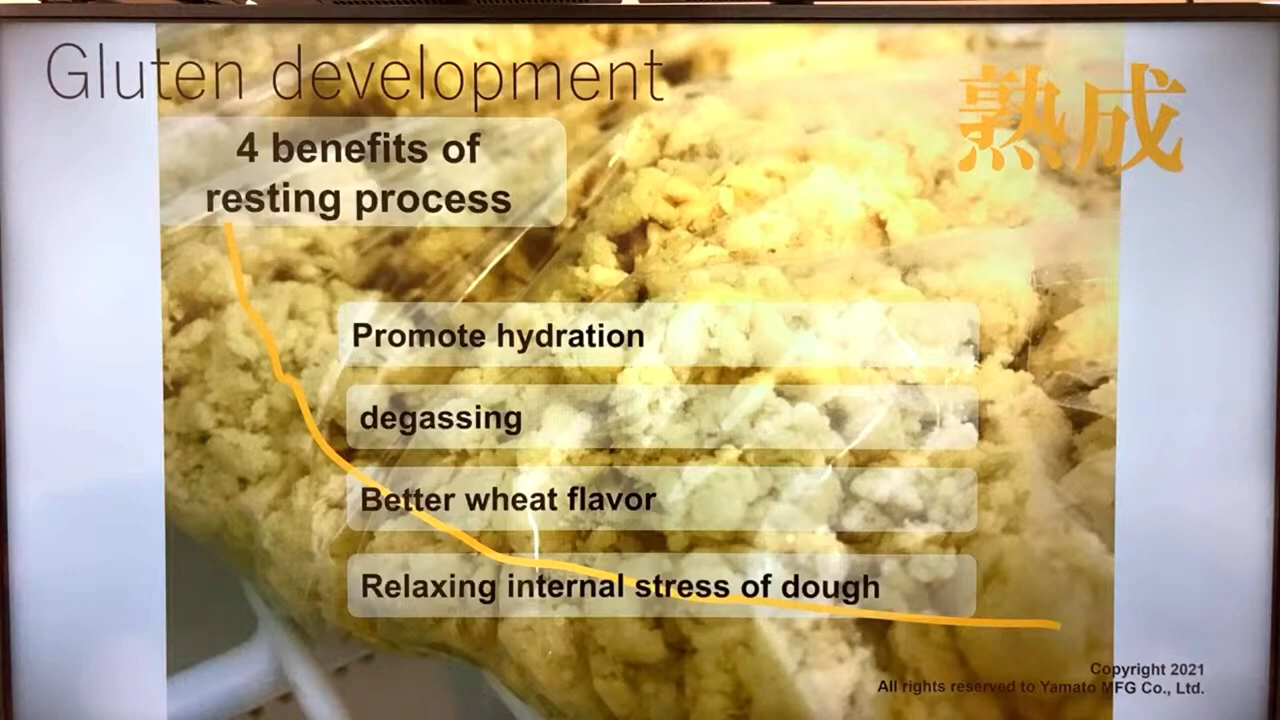 Gluten development
熟成
4 benefits of
resting process
Promote hydration
degassing
Better wheat flavor
Relaxing internal stress of dough
Copyright 2021
All rights reserved to Yamato MFG Co., Ltd.